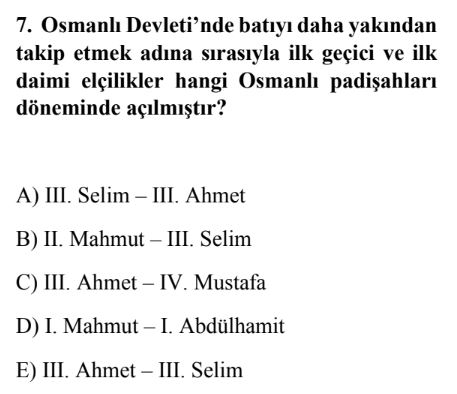 7. Osmanlı Devleti’nde batıyı daha yakından
takip etmek adına sırasıyla ilk geçici ve ilk
daimi elçilikler hangi Osmanlı padişahları
döneminde açılmıştır?
A) III. Selim – III. Ahmet
B) II. Mahmut – III. Selim
C) III. Ahmet – IV. Mustafa
D) I. Mahmut – I. Abdülhamit
E) III. Ahmet – III. Selim